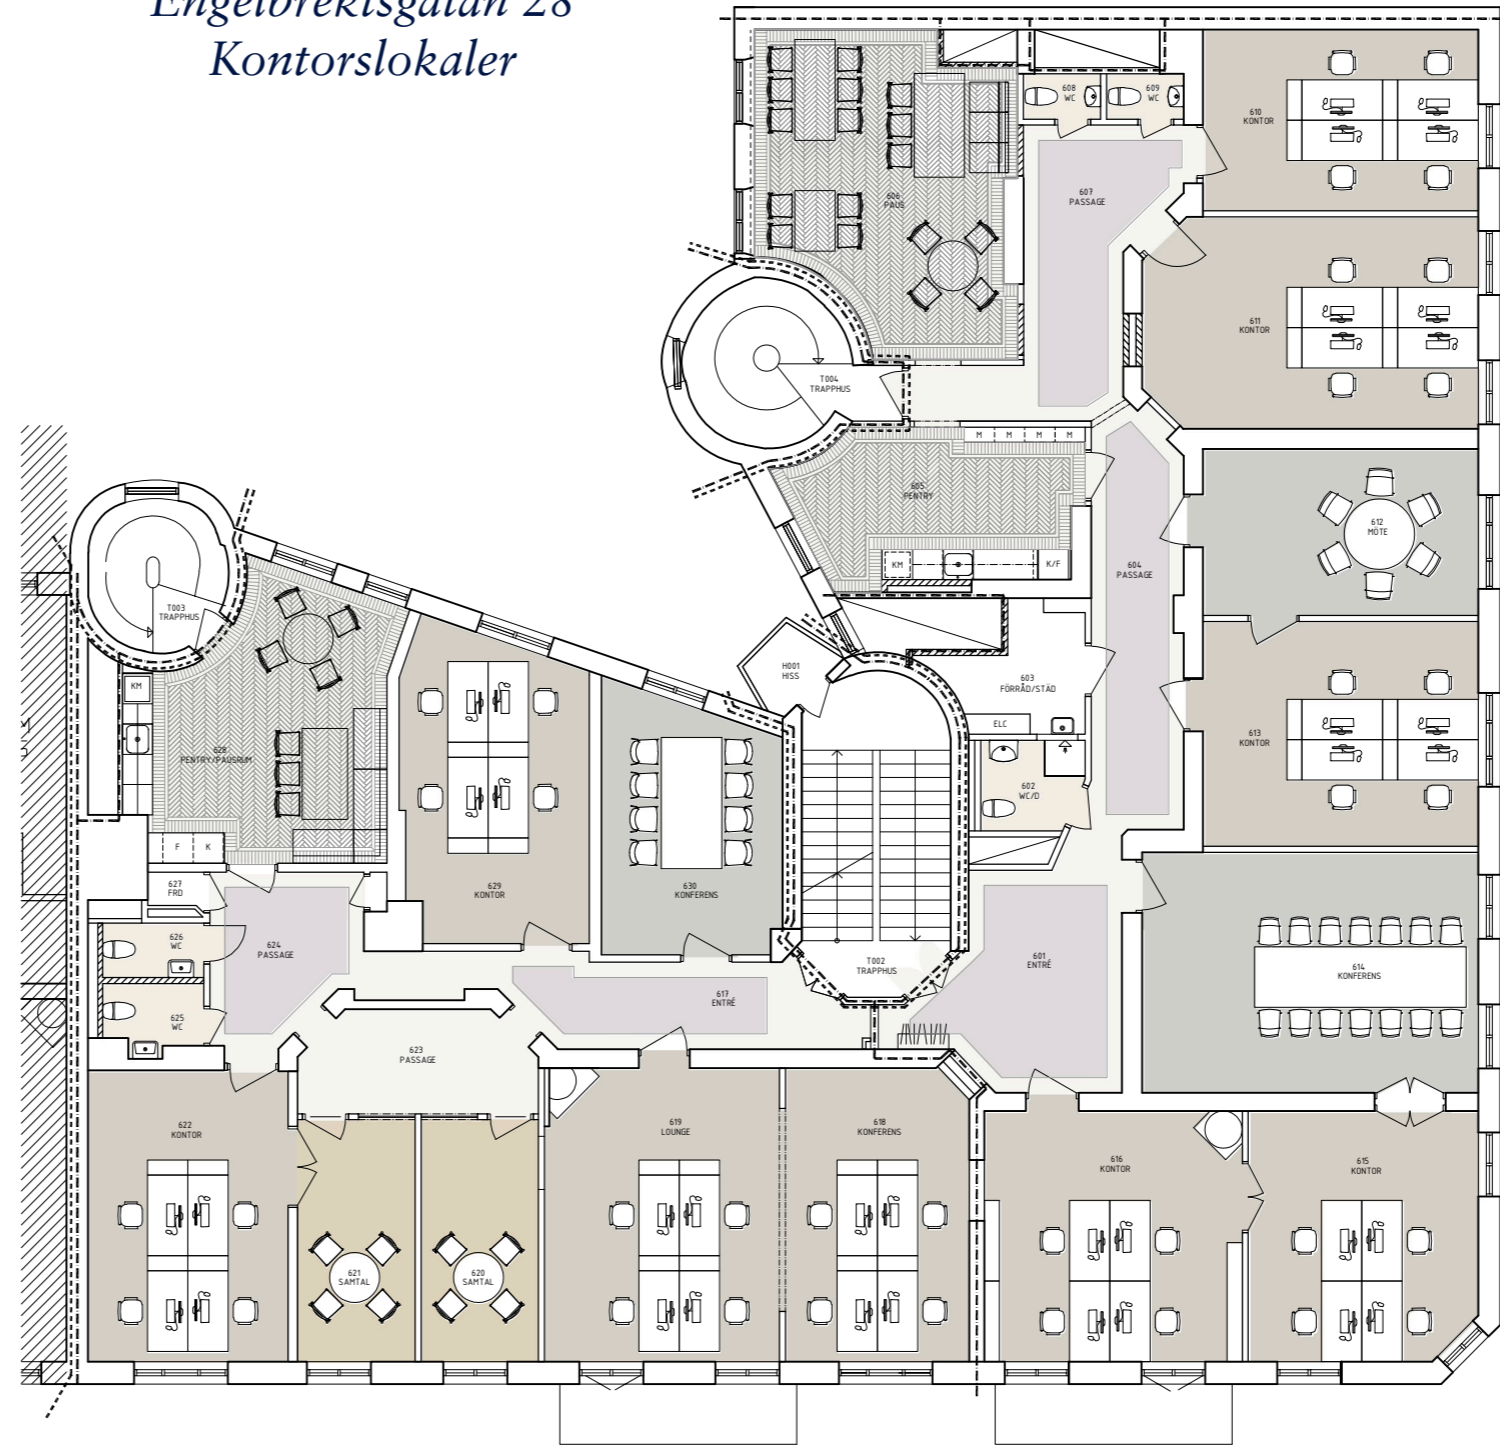 Engelbrektsgatan 28
Kontorslokaler
608
WC
609
WC
610
KONTOR
606
PAUS
607
PASSAGE
611
KONTOR
T004
TRAPPHUS
M M M M
605
PENTRY
612
MÖTE
KM
K/F
604
PASSAGE
T003
TRAPPHUS
H001
HISS
603
FÖRRÅD/STÄD
KM
ELC
613
KONTOR
628
PENTRY/PAUSRUM
602
WC/D
F K
627
FRD
629
KONTOR
630
KONFERENS
626
WC
624
PASSAGE
T002
TRAPPHUS
601
ENTRÉ
614
KONFERENS
617
ENTRÉ
625
WC
623
PASSAGE
622
KONTOR
619
LOUNGE
618
KONFERENS
616
KONTOR
615
KONTOR
621
SAMTAL
620
SAMTAL